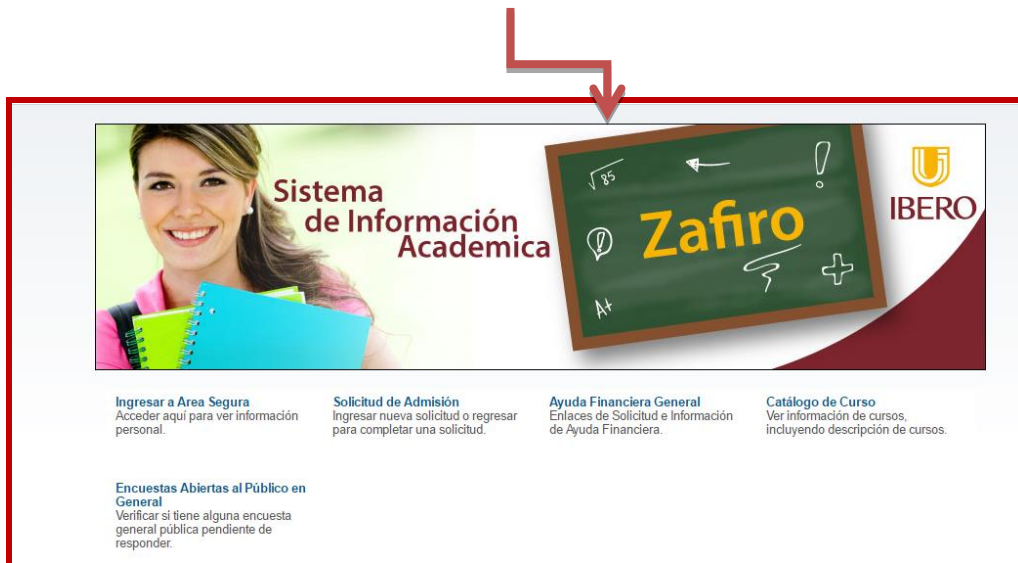 Sistema
de Información
Academica
√85
!
!
Zafiro
A+
IBERO
Ingresar a Area Segura
Acceder aquí para ver información
personal.
Solicitud de Admisión
Ingresar nueva solicitud o regresar
para completar una solicitud.
Ayuda Financiera General
Enlaces de Solicitud e Información
de Ayuda Financiera.
Catálogo de Curso
Ver información de cursos,
incluyendo descripción de cursos.
Encuestas Abiertas al Público en
General
Verificar si tiene alguna encuesta
general pública pendiente de
responder.